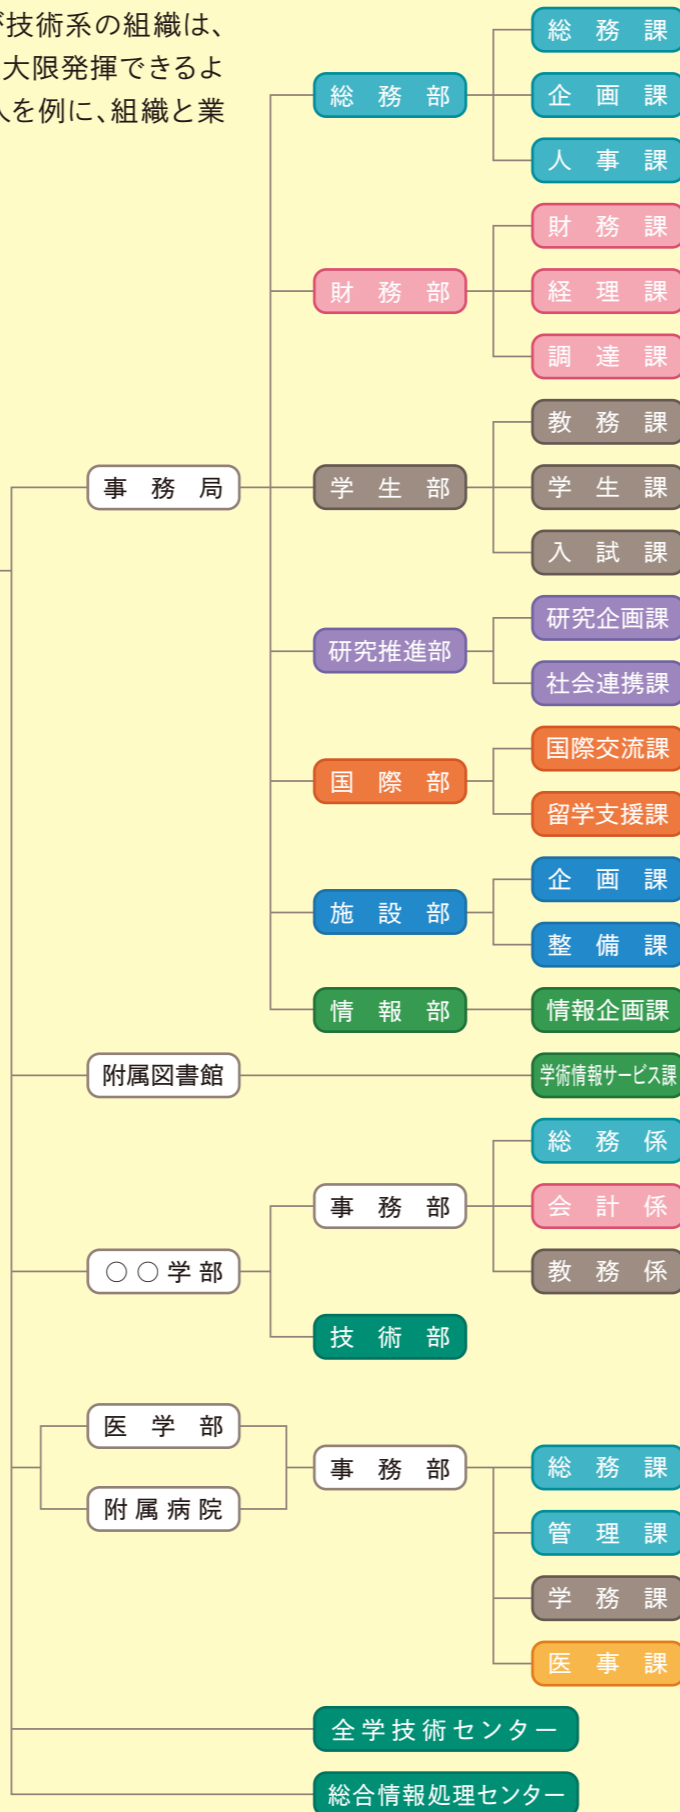 技術系の組織は、
大限発揮できるよ
を例に、組織と業
総務部
総務課
企画課
人事課
財務部
財務課
経理課
調達課
事務局
学生部
教務課
学生課
入試課
研究推進部
研究企画課
社会連携課
国際部
国際交流課
留学支援課
施設部
企画課
整備課
情報部
情報企画課
附属図書館
学術情報サービス課
○○学部
事務部
総務係
会計係
教務係
技術部
医学部
附属病院
事務部
総務課
管理課
学務課
医事課
全学技術センター
総合情報処理センター